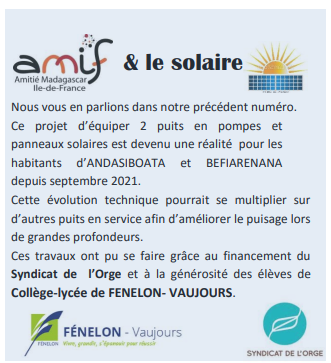 amif & le solaire
Amitié Madagascar
Ile-de-France
Nous vous en parlions dans notre précédent numéro.
Ce projet d'équiper 2 puits en pompes et
panneaux solaires est devenu une réalité pour les
habitants d'ANDASIBOATA et BEFIARENANA
depuis septembre 2021.
Cette évolution technique pourrait se multiplier sur
d'autres puits en service afin d'améliorer le puisage lors
de grandes profondeurs.
Ces travaux ont pu se faire grâce au financement du
Syndicat de l'Orge et à la générosité des élèves de
Collège-lycée de FENELON- VAUJOURS.
FÉNELON - Vaujours
Vivre, grandir, s'épanouir pour réussir
FENELON
SYNDICAT DE L'ORGE